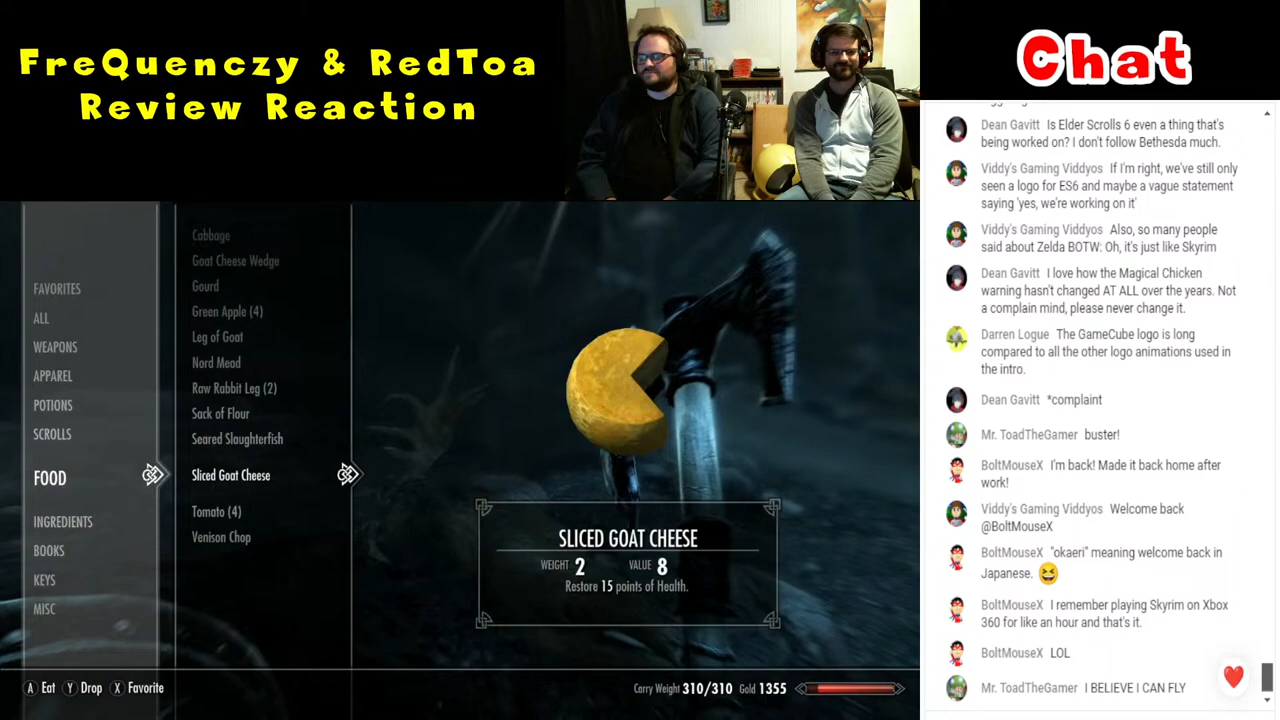 FreQuenczy & RedToa
Review Reaction
Chat
Dean Gavitt Is Elder Scrolls 6 even a thing that's
being worked on? I don't follow Bethesda much.
Viddy's Gaming Viddyos If I'm right, we've still only
seen a logo for ES6 and maybe a vague statement
saying 'yes, we're working on it'
Viddy's Gaming Viddyos Also, so many people
said about Zelda BOTW: Oh, it's just like Skyrim
Dean Gavitt I love how the Magical Chicken
warning hasn't changed AT ALL over the years. Not
a complain mind, please never change it.
Darren Logue The GameCube logo is long
compared to all the other logo animations used in
the intro.
Dean Gavitt *complaint
Mr. ToadTheGamer buster!
BoltMouseX I'm back! Made it back home after
work!
Viddy's Gaming Viddyos Welcome back
@BoltMouseX
BoltMouseX "okaeri" meaning welcome back in
Japanese.
BoltMouseX I remember playing Skyrim on Xbox
360 for like an hour and that's it.
BoltMouseX LOL
Mr. ToadTheGamer I BELIEVE I CAN FLY
FAVORITES
ALL
WEAPONS
APPAREL
POTIONS
SCROLLS
FOOD
INGREDIENTS
BOOKS
KEYS
MISC
Cabbage
Goat Cheese Wedge
Gourd
Green Apple (4)
Leg of Goat
Nord Mead
Raw Rabbit Leg (2)
Sack of Flour
Seared Slaughterfish
Sliced Goat Cheese
Tomato (4)
Venison Chop
SLICED GOAT CHEESE
WEIGHT 2 VALUE 8
Restore 15 points of Health.
A Eat Y Drop X Favorite
Carry Weight 310/310 Gold 1355